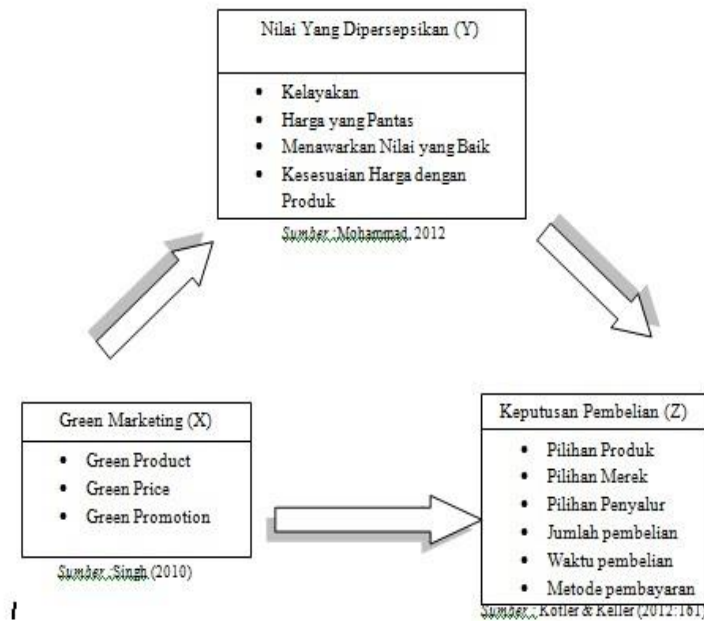 Nilai Yang Dipersepsikan (Y)
• Kelayakan
• Harga yang Pantas
• Menawarkan Nilai yang Baik
• Kesesuaian Harga dengan
Produk
Sumber :Mohammad, 2012
Green Marketing (X)
• Green Product
• Green Price
• Green Promotion
Sumber :Singh (2010)
Keputusan Pembelian (Z)
• Pilihan Produk
• Pilihan Merek
• Pilihan Penyalur
• Jumlah pembelian
• Waktu pembelian
• Metode pembayaran
Sumber : Kotler & Keller (2012:161)